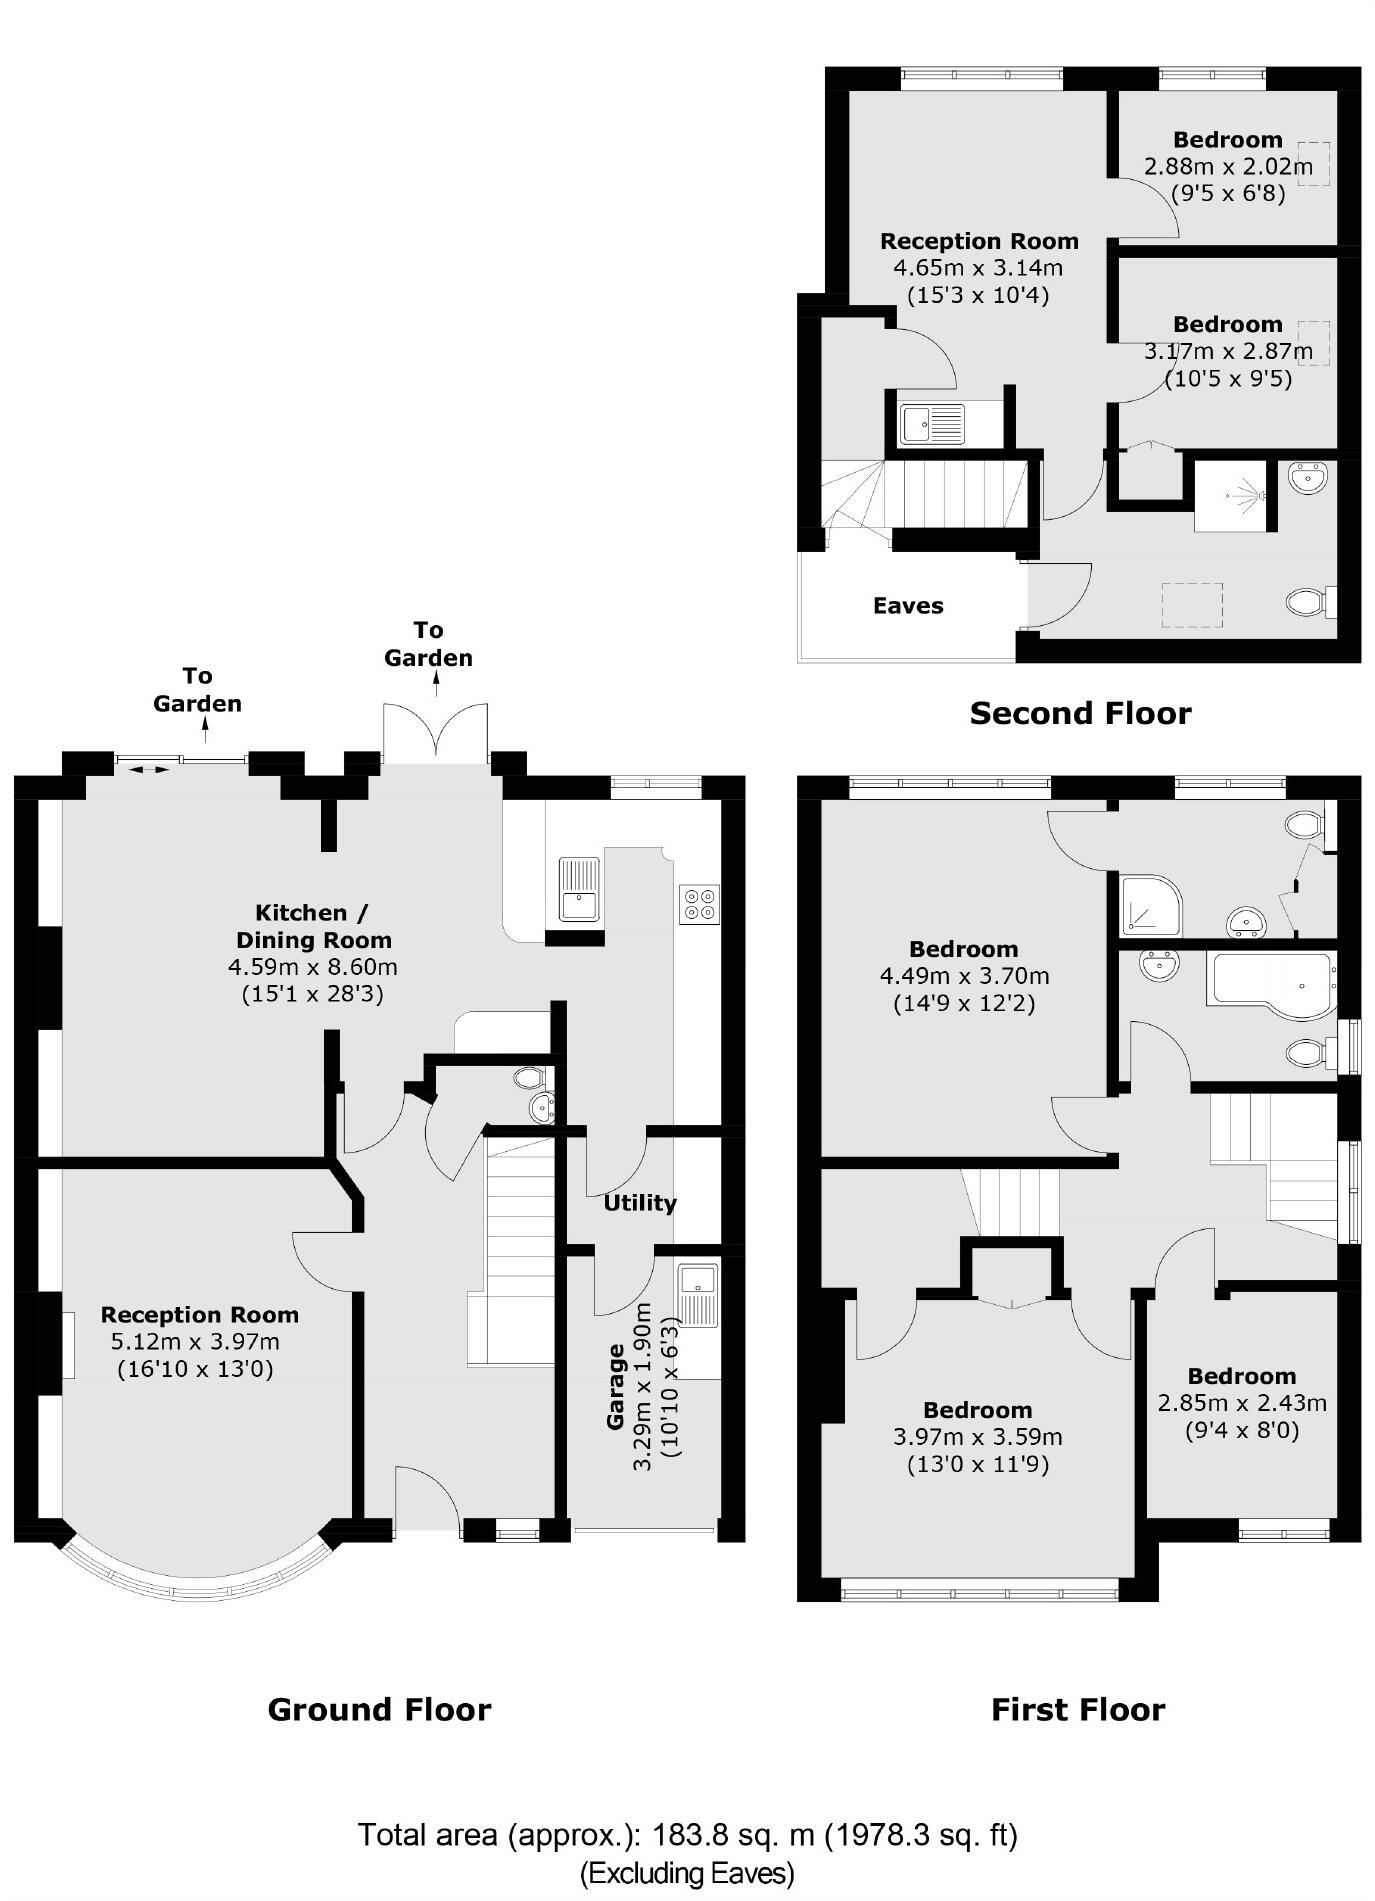 Bedroom
2.88m x 2.02m
(9'5 x 6'8)
Reception Room
4.65m x 3.14m
(15'3 x 10'4)
Bedroom
3.17m x 2.87m
(10'5 x 9'5)
Eaves
Second Floor
To
Garden
To
Garden
Kitchen /
Dining Room
4.59m x 8.60m
(15'1 x 28'3)
Utility
Reception Room
5.12m x 3.97m
(16'10 x 13'0)
Garage
3.29m x 1.90m
(10'10 x 6'3)
Ground Floor
Bedroom
4.49m x 3.70m
(14'9 x 12'2)
Bedroom
3.97m x 3.59m
(13'0 x 11'9)
Bedroom
2.85m x 2.43m
(9'4 x 8'0)
First Floor
Total area (approx.): 183.8 sq. m (1978.3 sq. ft)
(Excluding Eaves)